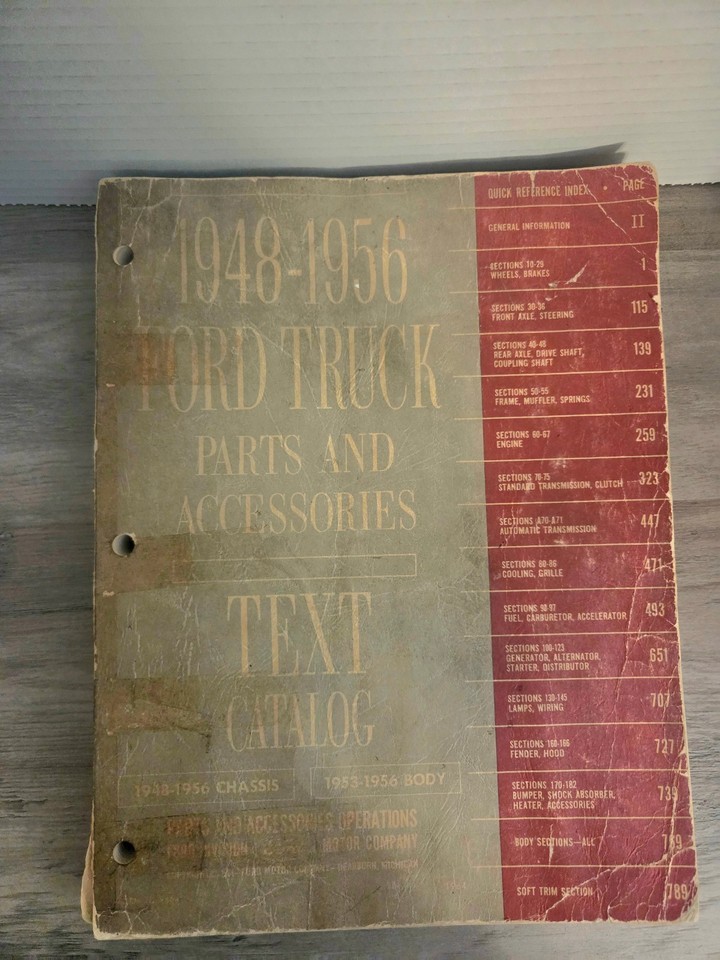 1948-1956
FORD TRUCK
PARTS AND
ACCESSORIES
TEXT
CATALOG
1948-1956 CHASSIS
1953-1956 BODY
PARTS AND ACCESSORIES OPERATIONS
FORD DIVISION MOTOR COMPANY
QUICK REFERENCE INDEX • PAGE
GENERAL INFORMATION II
SECTIONS 10-29
WHEELS, BRAKES 1
SECTIONS 30-36
FRONT AXLE, STEERING 115
SECTIONS 40-48
REAR AXLE, DRIVE SHAFT, 139
COUPLING SHAFT
SECTIONS 50-55
FRAME, MUFFLER, SPRINGS 231
SECTIONS 60-67
ENGINE 259
SECTIONS 70-75
STANDARD TRANSMISSION, CLUTCH 323
SECTIONS A70-A71
AUTOMATIC TRANSMISSION 447
SECTIONS 80-86
COOLING, GRILLE 471
SECTIONS 90-97
FUEL, CARBURETOR, ACCELERATOR 493
SECTIONS 100-123
GENERATOR, ALTERNATOR, 651
STARTER, DISTRIBUTOR
SECTIONS 130-145
LAMPS, WIRING 707
SECTIONS 160-166
FENDER, HOOD 727
SECTIONS 170-182
BUMPER, SHOCK ABSORBER, 739
HEATER, ACCESSORIES
BODY SECTIONS—ALL 769
SOFT TRIM SECTION 789